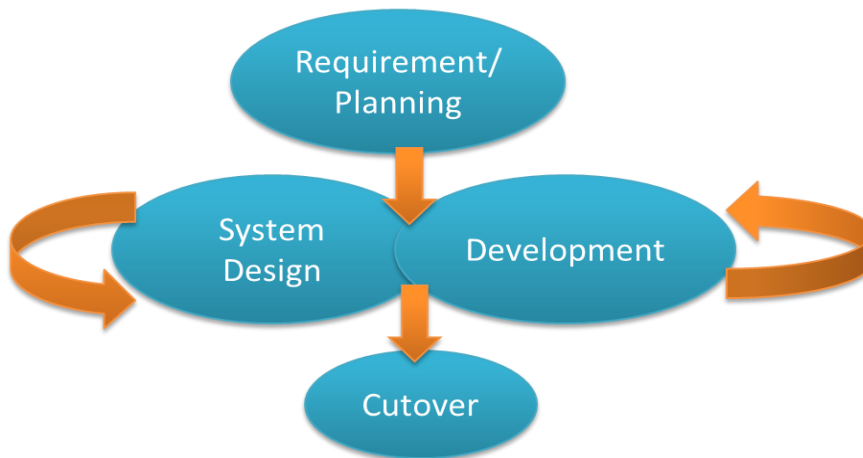 Requirement/
Planning
System
Design
Development
Cutover